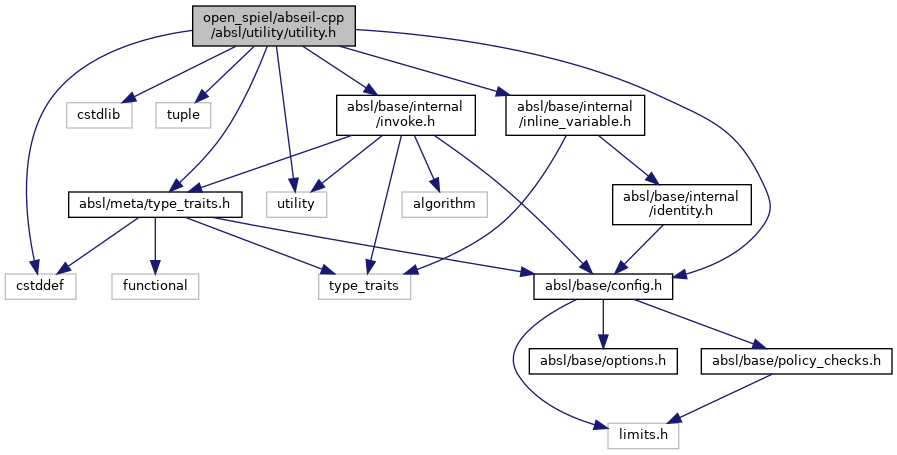 open_spiel/abseil-cpp
/absl/utility/utility.h
cstdlib
tuple
absl/base/internal
/invoke.h
absl/base/internal
/inline_variable.h
absl/meta/type_traits.h
utility
algorithm
absl/base/internal
/identity.h
cstddef
functional
type_traits
absl/base/config.h
absl/base/options.h
absl/base/policy_checks.h
limits.h